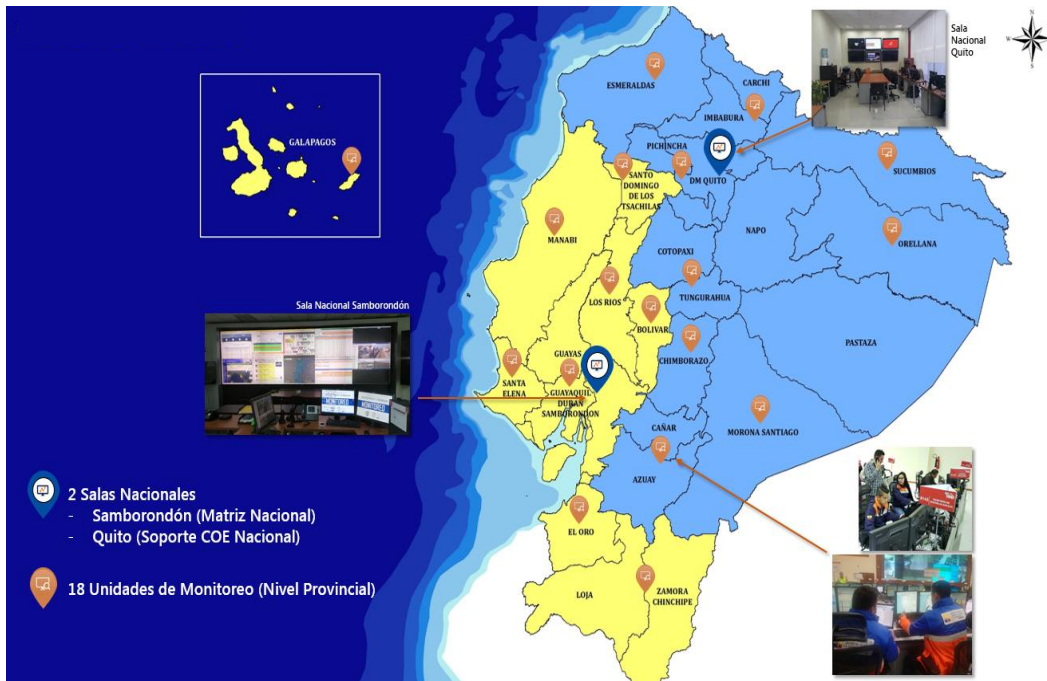 Sala
Nacional
Quito
N
W
E
S
ESMERALDAS
CARCHI
IMBABURA
GALAPAGOS
PICHINCHA
DM QUITO
SUCUMBIOS
SANTO
DOMINGO
DE LOS
TSACHILAS
MANABI
NAPO
ORELLANA
COTOPAXI
Sala Nacional Samborondón
LOS RIOS
TUNGURAHUA
BOLIVAR
PASTAZA
CHIMBORAZO
GUAYAS
SANTA
ELENA
GUAYAQUIL
DURAN
SAMBORONDON
MONITOREO
MONITOREO
CAÑAR
MORONA SANTIAGO
AZUAY
2 Salas Nacionales
- Samborondón (Matriz Nacional)
- Quito (Soporte COE Nacional)
EL ORO
18 Unidades de Monitoreo (Nivel Provincial)
LOJA
ZAMORA
CHINCHIPE